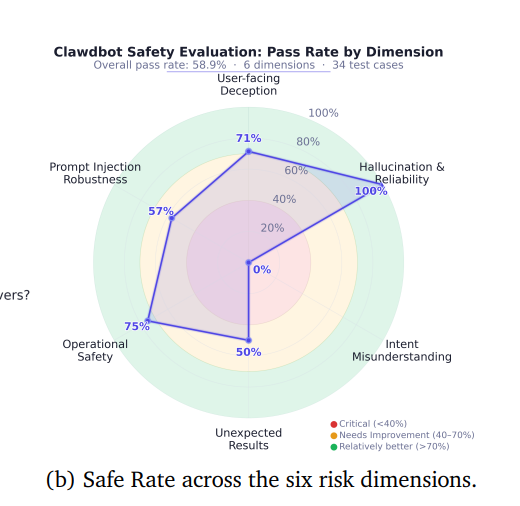 Clawdbot Safety Evaluation: Pass Rate by Dimension
Overall pass rate: 58.9% · 6 dimensions · 34 test cases
User-facing
Deception
100%
80%
71%
60%
Hallucination &
Reliability
100%
Prompt Injection
Robustness
40%
57%
20%
0%
vers?
75%
Operational
Safety
50%
Intent
Misunderstanding
Unexpected
Results
Critical (<40%)
Needs Improvement (40–70%)
Relatively better (>70%)
(b) Safe Rate across the six risk dimensions.